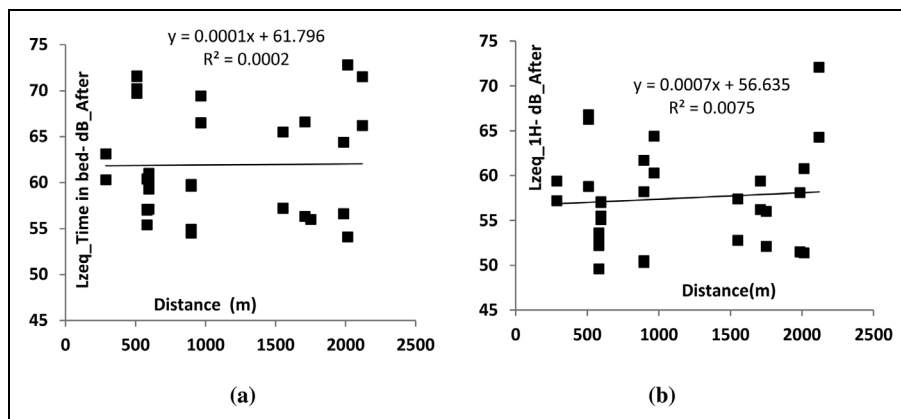 y = 0.0001x + 61.796
R² = 0.0002
Lzeq_Time in bed- dB_After
75
70
65
60
55
50
45
Distance (m)
0
500
1000
1500
2000
2500
(a)
y = 0.0007x + 56.635
R² = 0.0075
Lzeq_1H- dB_After
75
70
65
60
55
50
45
Distance(m)
0
500
1000
1500
2000
2500
(b)